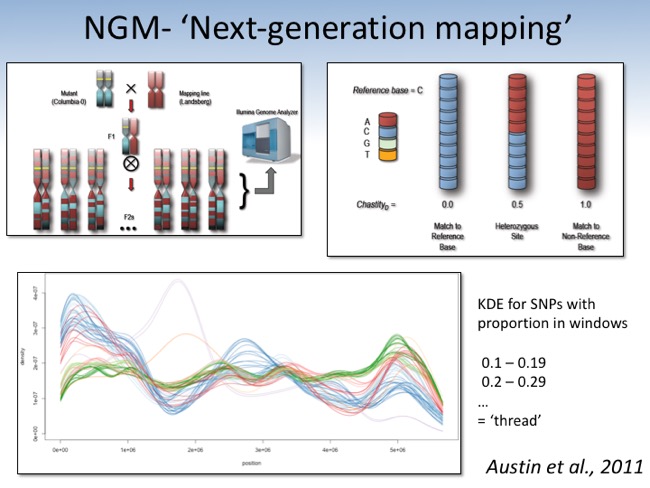 NGM- ‘Next-generation mapping’
Mutant
(Columbia-0)
Mapping line
(Landsberg)
Illumina Genome Analyzer
F1
F2s
Reference base = C
A
C
G
T
ChastityD =
0.0
0.5
1.0
Match to
Reference
Base
Heterozygous
Site
Match to
Non-Reference
Base
density
4e-07
3e-07
2e-07
1e-07
0e+00
0e+00
1e+06
2e+06
3e+06
4e+06
5e+06
position
KDE for SNPs with
proportion in windows
0.1 – 0.19
0.2 – 0.29
...
= ‘thread’
Austin et al., 2011